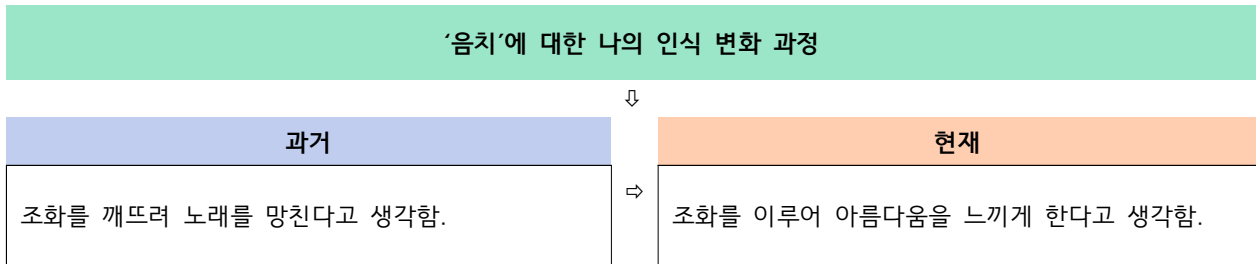 ‘음치’에 대한 나의 인식 변화 과정
⇩
과거
현재
⇨
조화를 깨뜨려 노래를 망친다고 생각함.
조화를 이루어 아름다움을 느끼게 한다고 생각함.